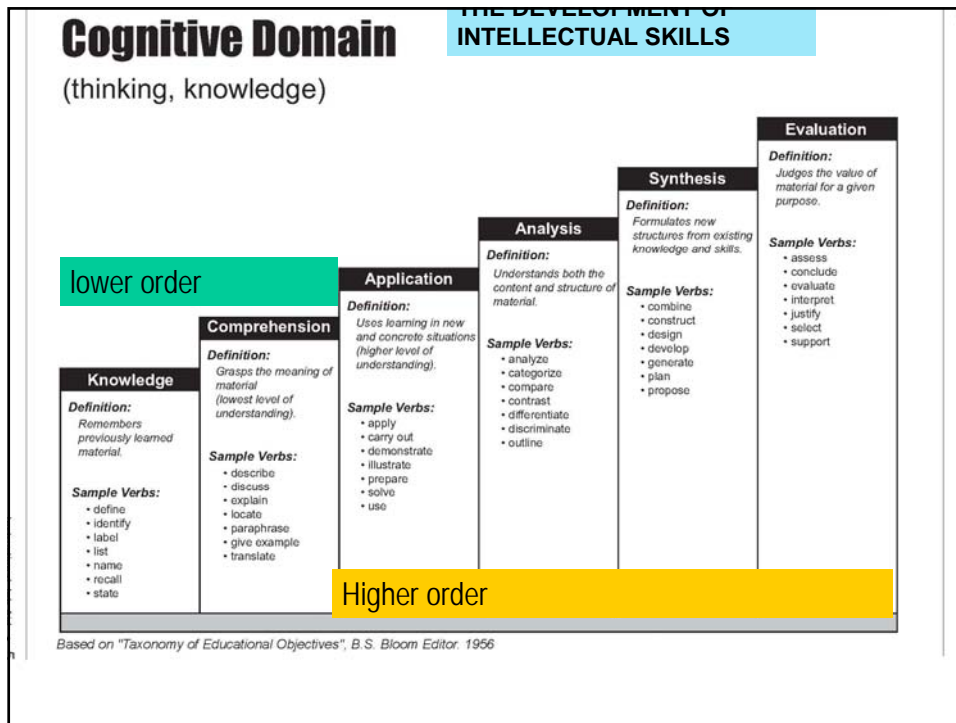 Cognitive Domain
(thinking, knowledge)
THE DEVELOPMENT OF
INTELLECTUAL SKILLS
lower order
Knowledge
Definition:
Remembers
previously learned
material.
Sample Verbs:
• define
• identify
• label
• list
• name
• recall
• state
Comprehension
Definition:
Grasps the meaning of
material
(lowest level of
understanding).
Sample Verbs:
• describe
• discuss
• explain
• locate
• paraphrase
• give example
• translate
Application
Definition:
Uses learning in new
and concrete situations
(higher level of
understanding).
Sample Verbs:
• apply
• carry out
• demonstrate
• illustrate
• prepare
• solve
• use
Analysis
Definition:
Understands both the
content and structure of
material.
Sample Verbs:
• analyze
• categorize
• compare
• contrast
• differentiate
• discriminate
• outline
Synthesis
Definition:
Formulates new
structures from existing
knowledge and skills.
Sample Verbs:
• combine
• construct
• design
• develop
• generate
• plan
• propose
Evaluation
Definition:
Judges the value of
material for a given
purpose.
Sample Verbs:
• assess
• conclude
• evaluate
• interpret
• justify
• select
• support
Higher order
Based on "Taxonomy of Educational Objectives", B.S. Bloom Editor. 1956